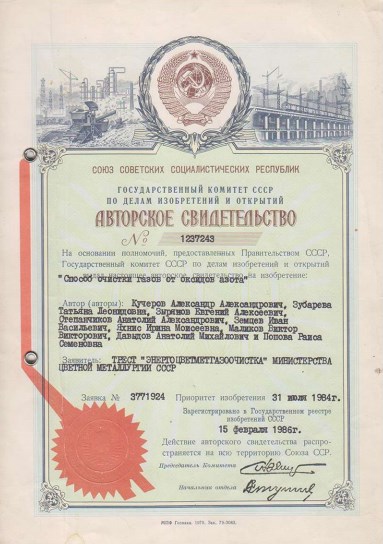 СОЮЗ СОВЕТСКИХ СОЦИАЛИСТИЧЕСКИХ РЕСПУБЛИК
ГОСУДАРСТВЕННЫЙ КОМИТЕТ СССР
ПО ДЕЛАМ ИЗОБРЕТЕНИЙ И ОТКРЫТИЙ
АВТОРСКОЕ СВИДЕТЕЛЬСТВО
№ 1237243
На основании полномочий, предоставленных Правительством СССР,
Государственный комитет СССР по делам изобретений и открытий
выдал настоящее авторское свидетельство на изобретение:
"Способ очистки газов от оксидов азота"
Автор (авторы): Кучеров Александр Александрович, Зубарева
Татьяна Леонидовна, Зырянов Евгений Алексеевич,
Степанчиков Анатолий Александрович, Земцев Иван
Васильевич, Яхнис Ирина Моисеевна, Маликов Виктор
Викторович, Давыдов Анатолий Михайлович и Попова Раиса
Семеновна
Заявитель: ТРЕСТ "ЭНЕРГОЦВЕТМЕТГАЗООЧИСТКА" МИНИСТЕРСТВА
ЦВЕТНОЙ МЕТАЛЛУРГИИ СССР
Заявка № 3771924 Приоритет изобретения 31 июля 1984г.
Зарегистрировано в Государственном реестре
изобретений СССР
15 февраля 1986г.
Действие авторского свидетельства распро-
страняется на всю территорию Союза ССР.
Председатель Комитета
Начальник отдела